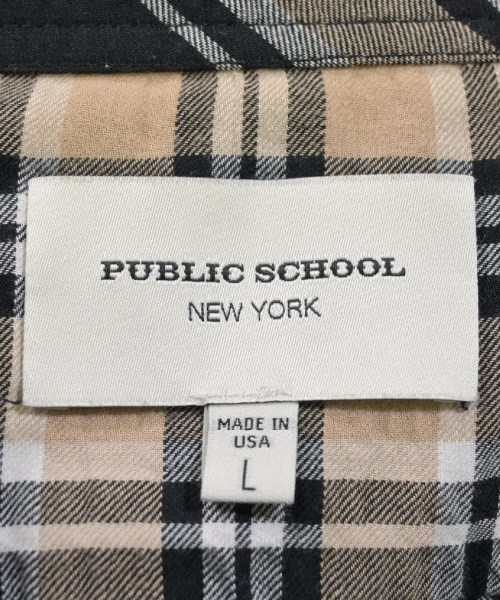 PUBLIC SCHOOL
NEW YORK
MADE IN
USA
L